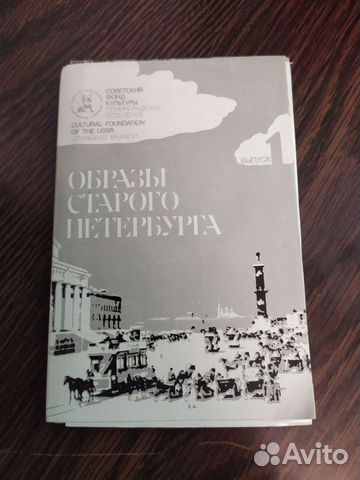 СОВЕТСКИЙ
ФОНД
КУЛЬТУРЫ
ЛЕНИНГРАДСКОЕ
ОТДЕЛЕНИЕ
CULTURAL FOUNDATION
OF THE USSR
LENINGRAD BRANCH
ВЫПУСК 1
ОБРАЗЫ
СТАРОГО
ПЕТЕРБУРГА
Avito